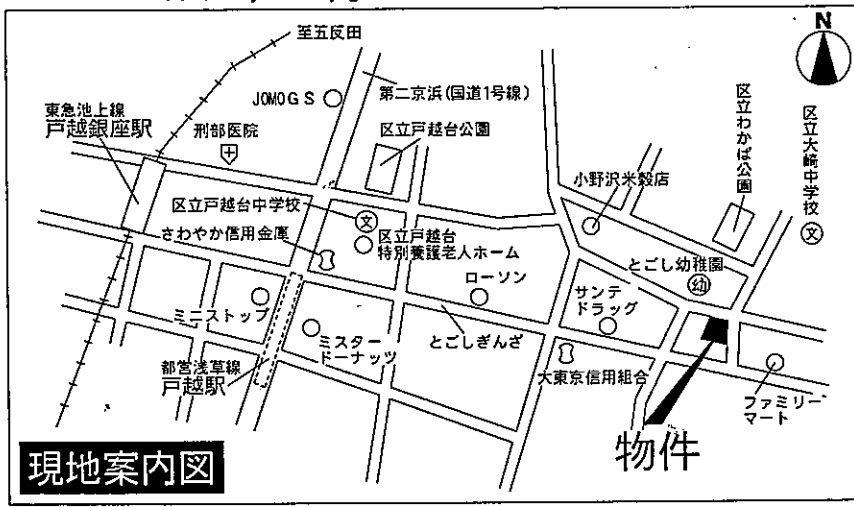 至五反田
N
JOMOGS
第二京浜(国道1号線)
東急池上線
戸越銀座駅
刑部医院
区立戸越台公園
区立わかば公園
区立大崎中学校
文
小野沢米穀店
区立戸越台中学校
文
さわやか信用金庫
区立戸越台
特別養護老人ホーム
とごし幼稚園
幼
ローソン
サンテ
ドラッグ
ミニストップ
ミスター
ドーナッツ
とごしぎんざ
都営浅草線
戸越駅
大東京信用組合
ファミリー
マート
物件
現地案内図